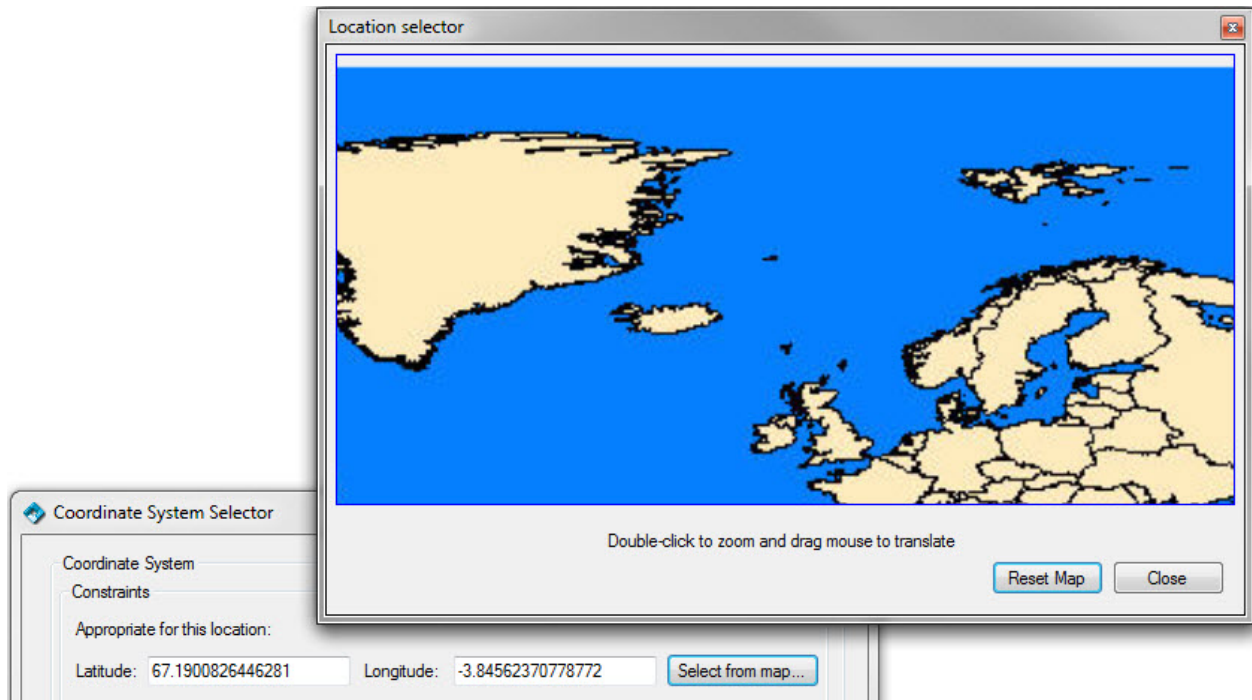 Location selector
Double-click to zoom and drag mouse to translate
Reset Map Close
Coordinate System Selector
Coordinate System
Constraints
Appropriate for this location:
Latitude: 67.1900826446281 Longitude: -3.84562370778772 Select from map...